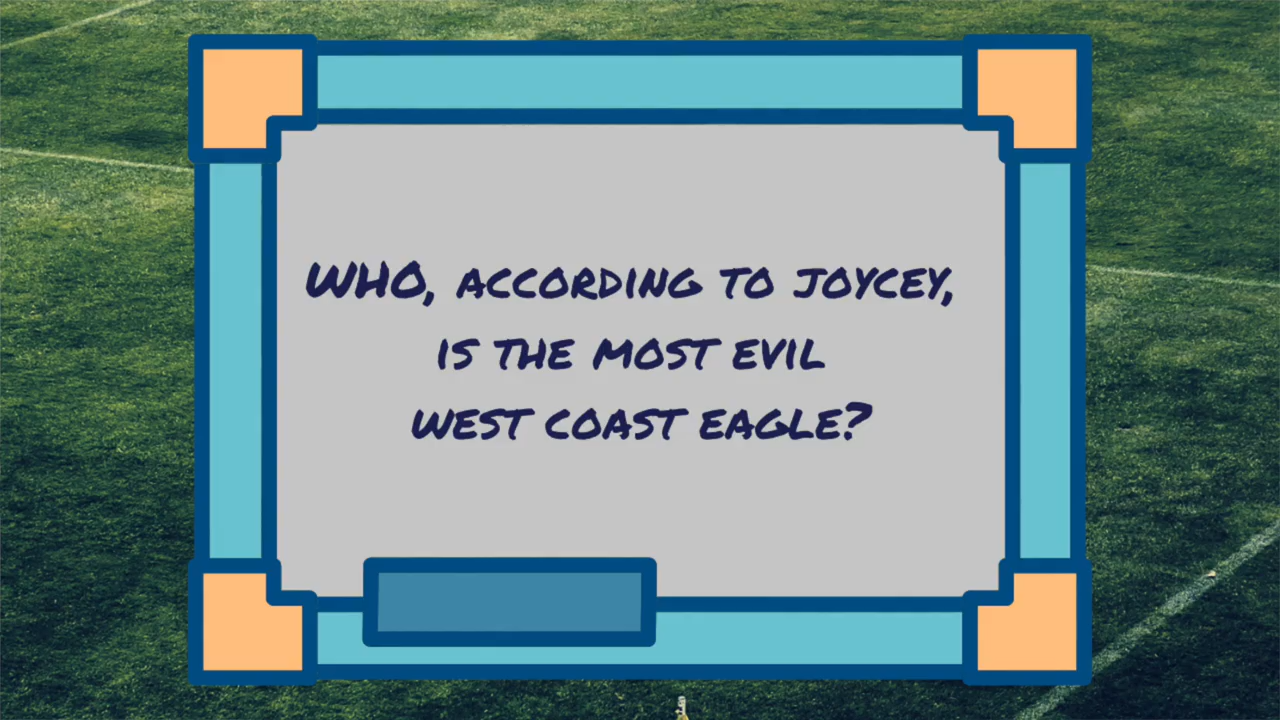 WHO, ACCORDING TO JOYCEY,
IS THE MOST EVIL
WEST COAST EAGLE?